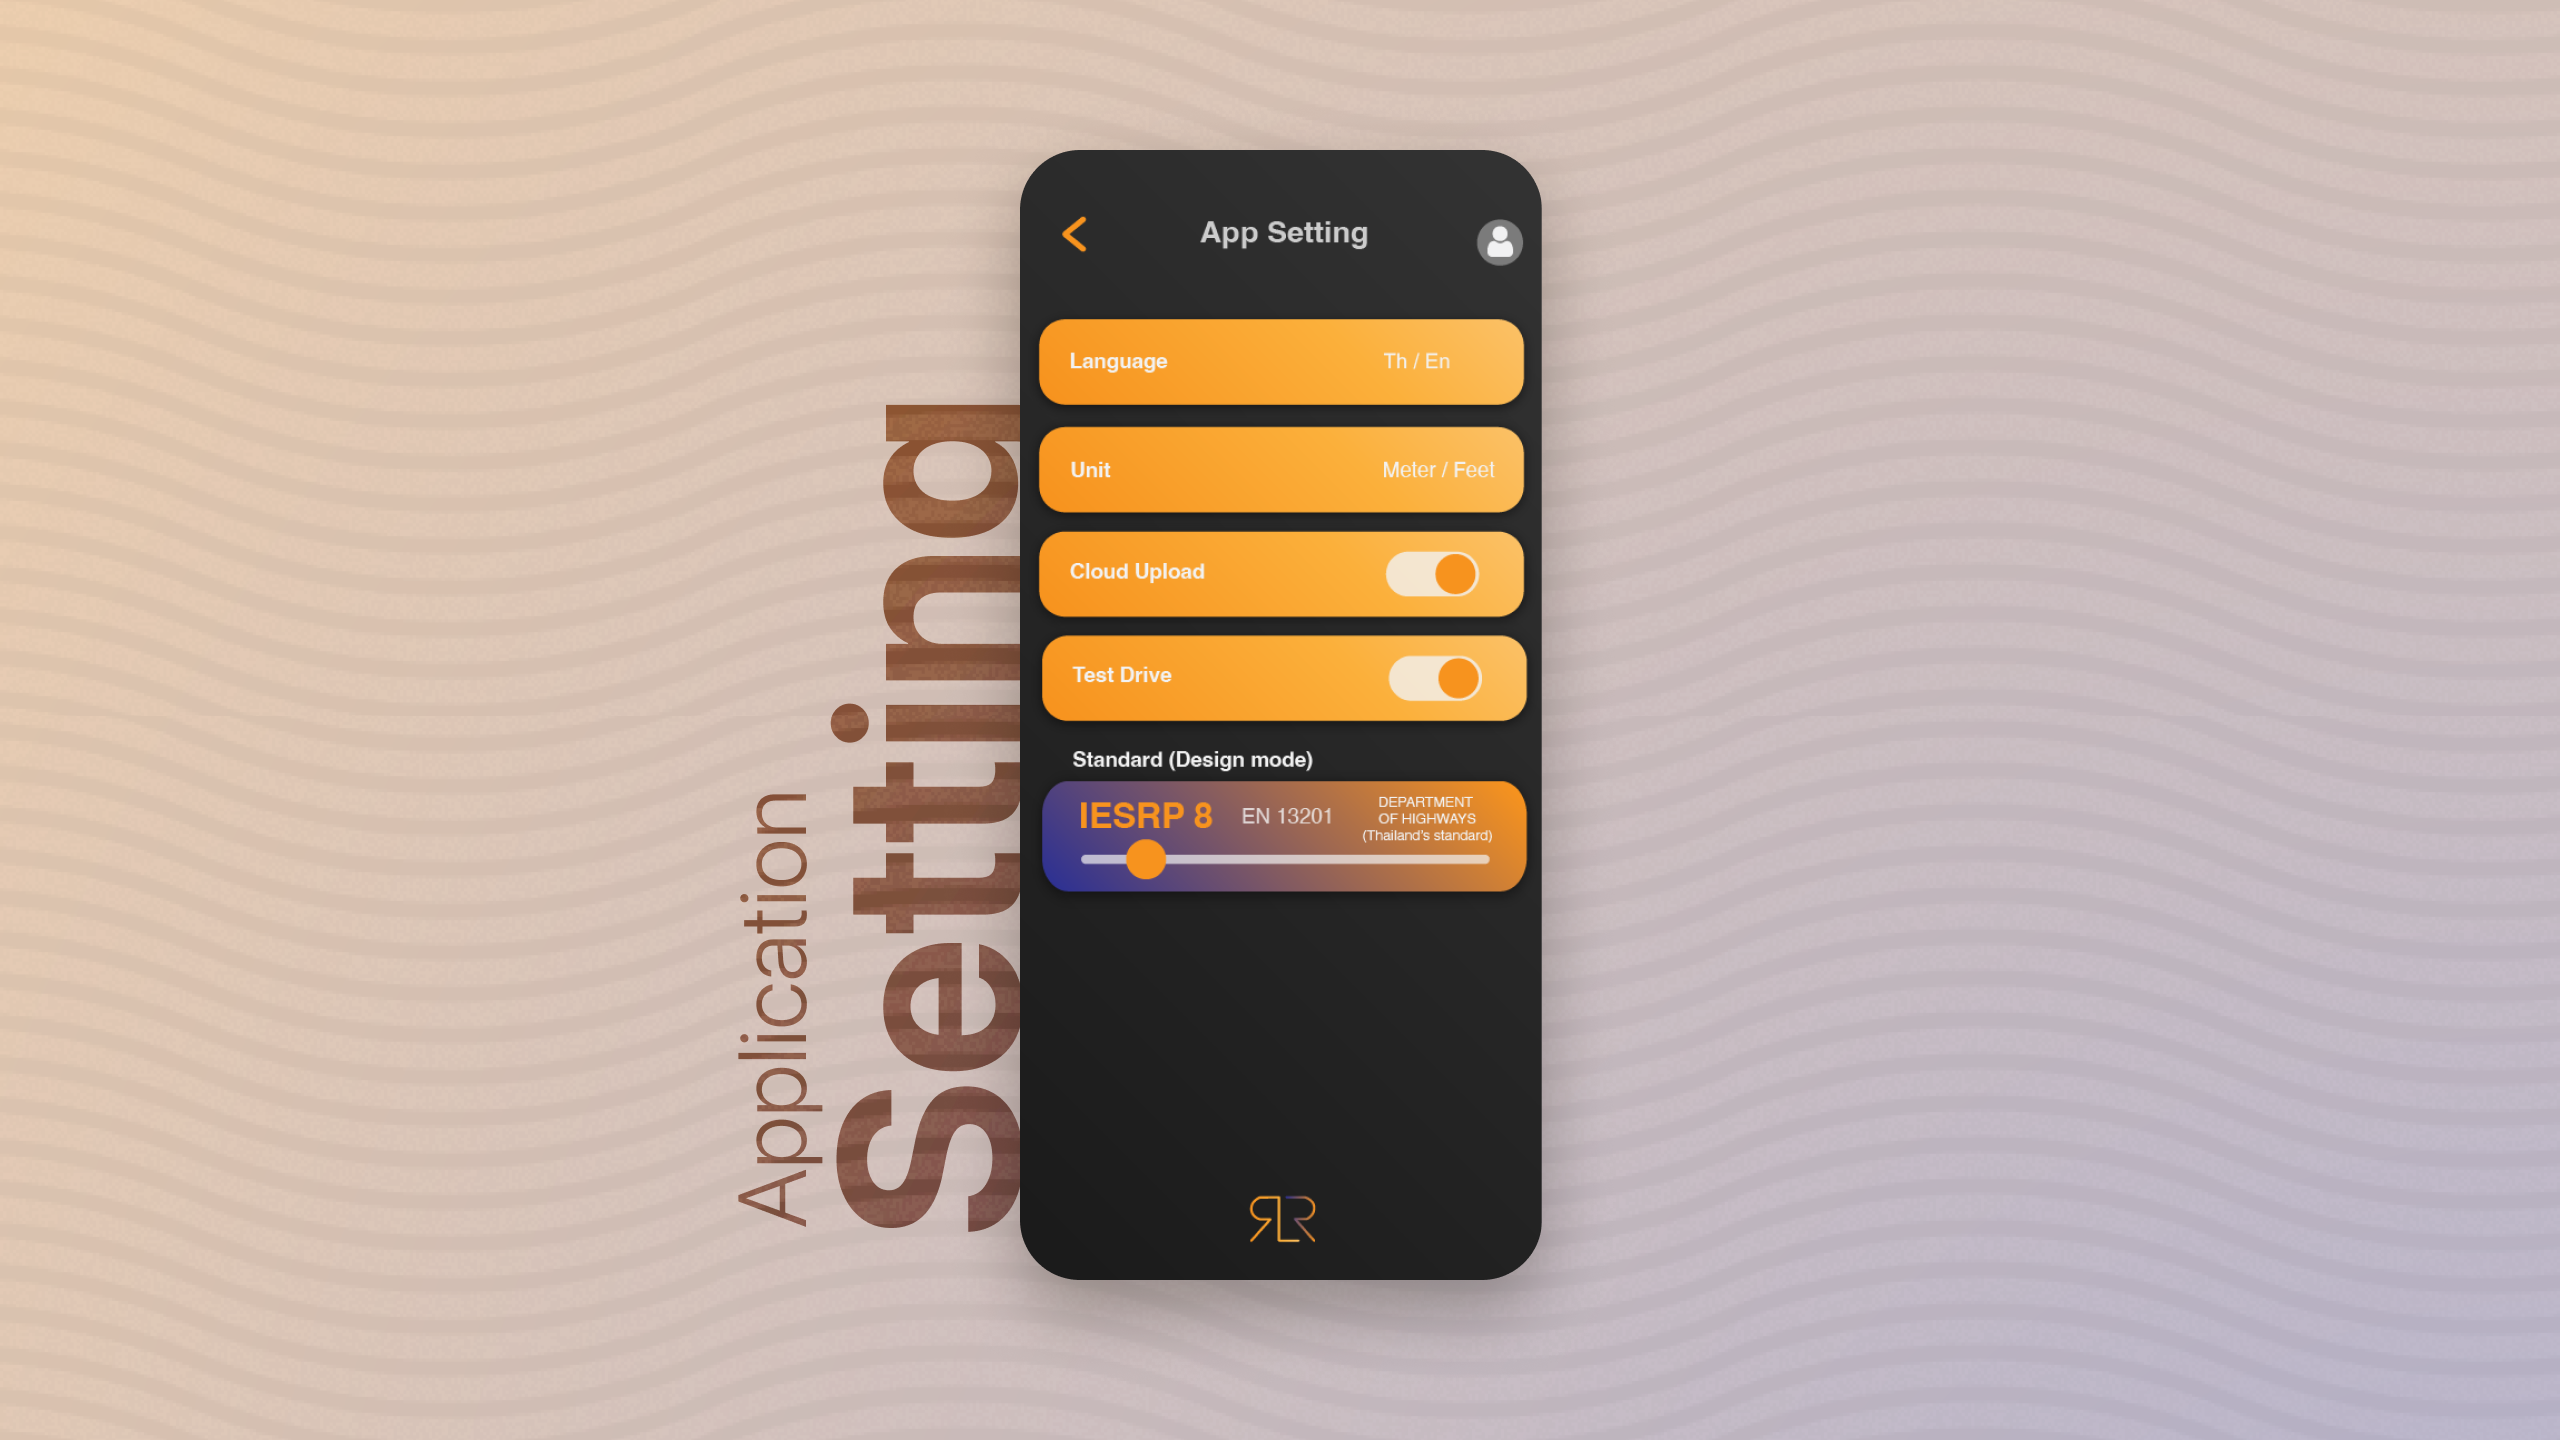 Application
Setting
App Setting
Language Th / En
Unit Meter / Feet
Cloud Upload
Test Drive
Standard (Design mode)
IESRP 8 EN 13201 DEPARTMENT
OF HIGHWAYS
(Thailand's standard)
RLR